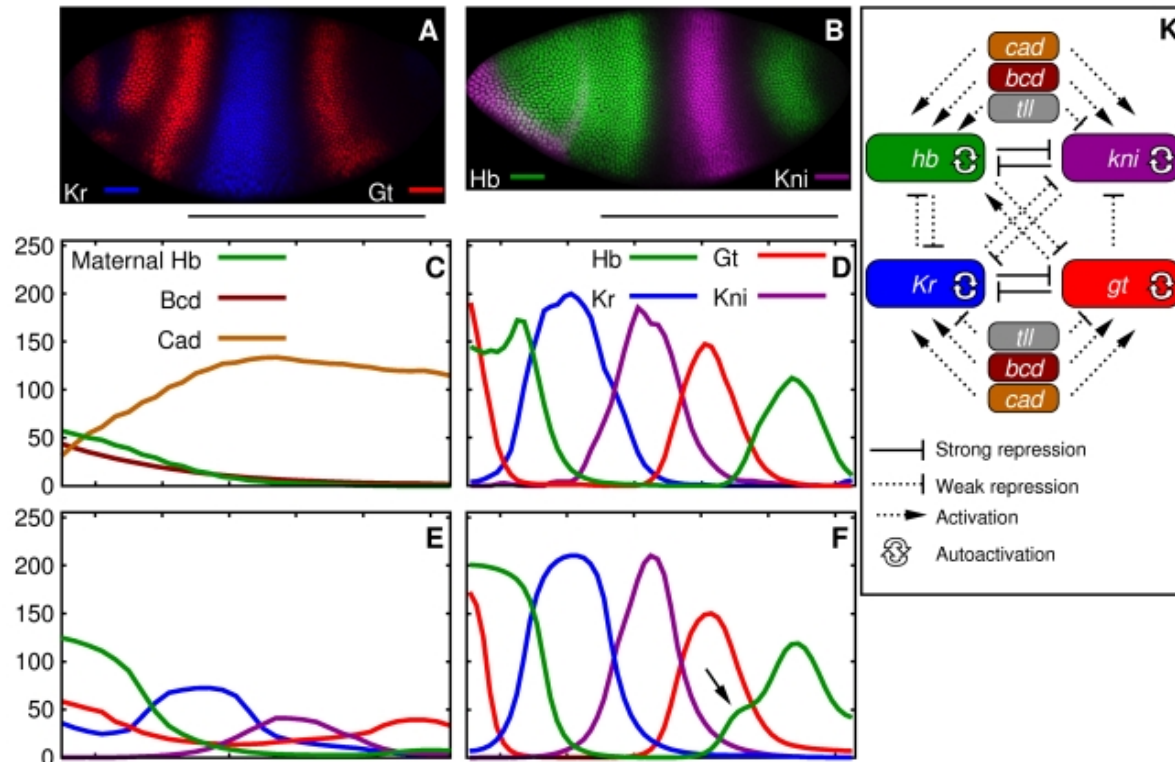 A
Kr
Gt
B
Hb
Kni
250
200
150
100
50
0
Maternal Hb
Bcd
Cad
C
Hb
Gt
Kr
Kni
D
250
200
150
100
50
0
E
F
K
cad
bcd
tll
hb
kni
Kr
gt
tll
bcd
cad
Strong repression
Weak repression
Activation
Autoactivation